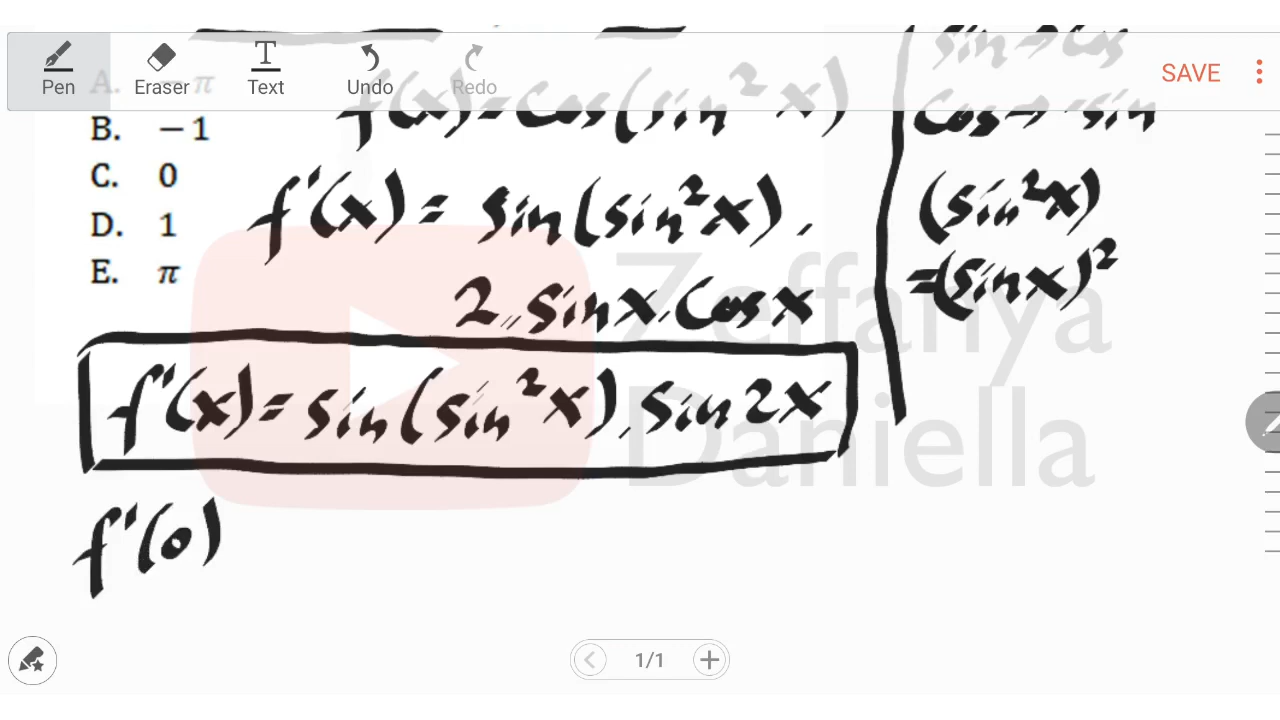 Pen
Eraser
Text
Undo
Redo
SAVE
A. −π
B. −1
C. 0
D. 1
E. π
f(x)=Cos(sin²x)
f'(x)= sin(sin²x).
2 sinx.Cosx
f'(x)=sin(sin²x).sin2x
f'(0)
sin→Cos
Cos→-sin
(sin²x)
=(sinx)²
Zeffanya
Daniella
1/1